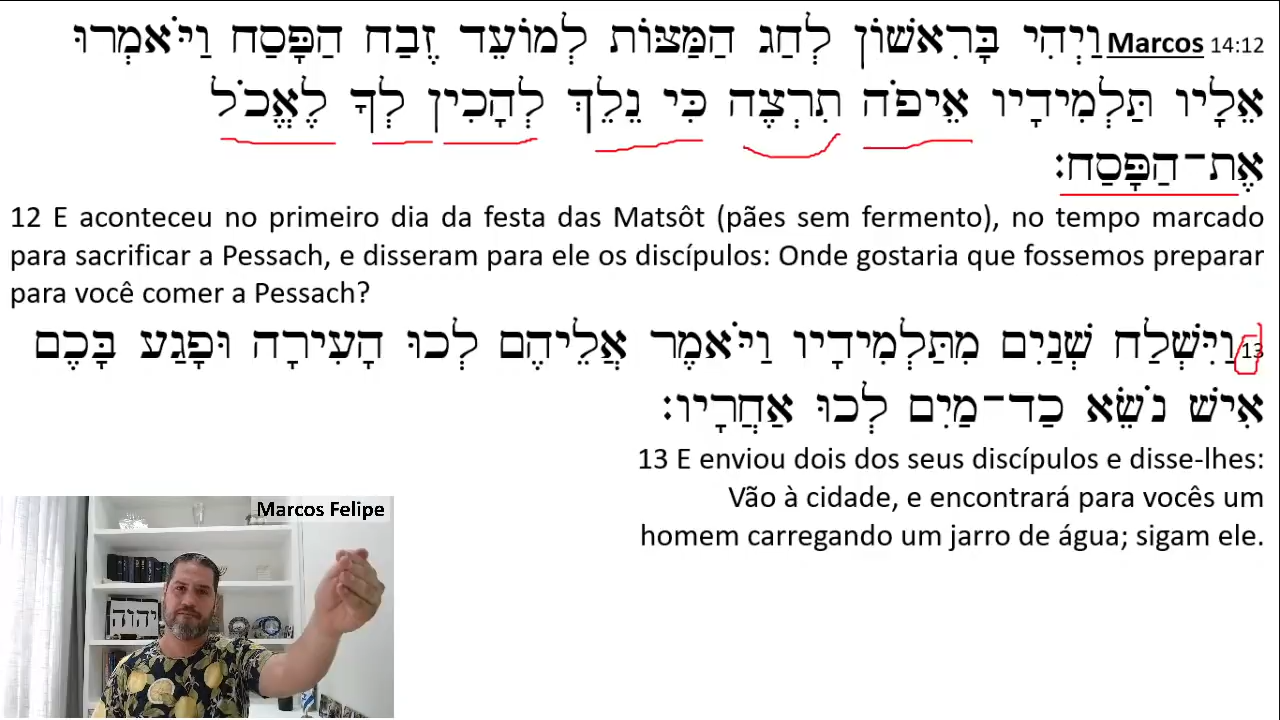 Marcos 14:12 וַיְהִי בָּרִאשׁוֹן לְחַג הַמַּצּוֹת לְמוֹעֵד זֶבַח הַפָּסַח וַיֹּאמְרוּ
אֵלָיו תַּלְמִידָיו אֵיפֹה תִרְצֶה כִּי נֵלֵךְ לְהָכִין לְךָ לֶאֱכֹל
אֶת־הַפָּסַח׃
12 E aconteceu no primeiro dia da festa das Matsôt (pães sem fermento), no tempo marcado
para sacrificar a Pessach, e disseram para ele os discípulos: Onde gostaria que fossemos preparar
para você comer a Pessach?
13 וַיִּשְׁלַח שְׁנַיִם מִתַּלְמִידָיו וַיֹּאמֶר אֲלֵיהֶם לְכוּ הָעִירָה וּפָגַע בָּכֶם
אִישׁ נֹשֵׂא כַד־מַיִם לְכוּ אַחֲרָיו׃
13 E enviou dois dos seus discípulos e disse-lhes:
Vão à cidade, e encontrará para vocês um
homem carregando um jarro de água; sigam ele.
Marcos Felipe
יהוה